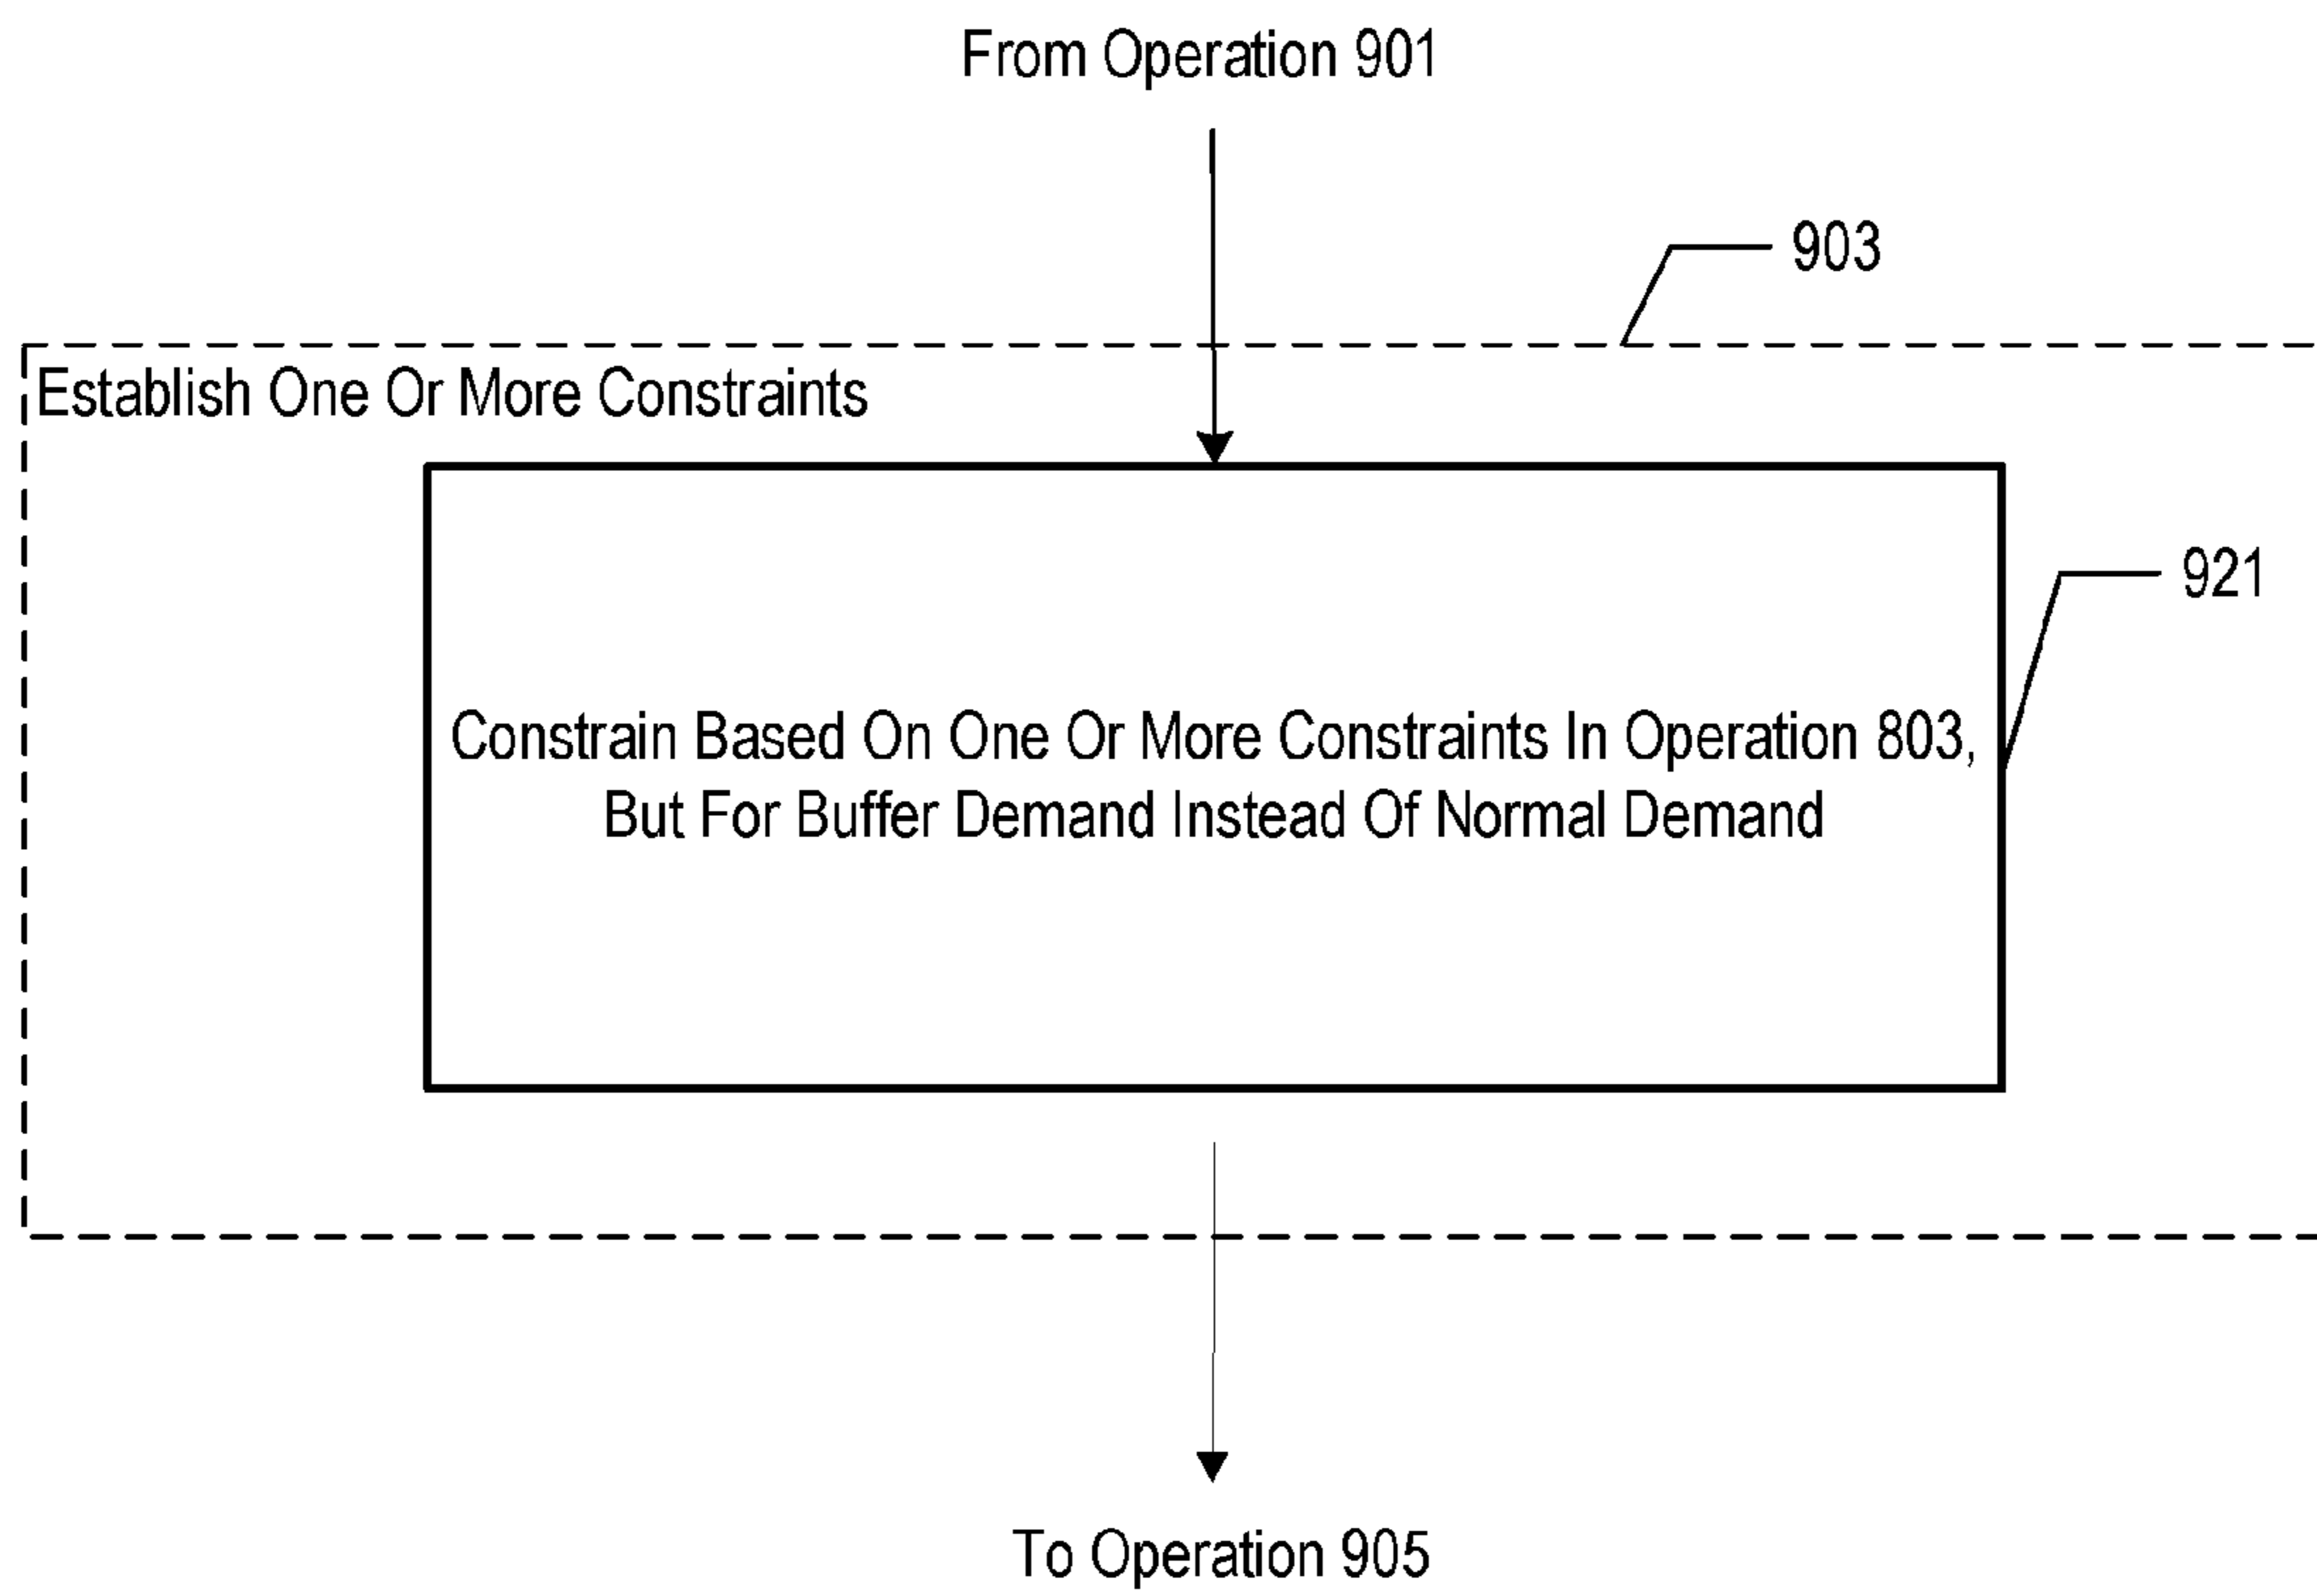 From Operation 901
903
Establish One Or More Constraints
921
Constrain Based On One Or More Constraints In Operation 803,
But For Buffer Demand Instead Of Normal Demand
To Operation 905